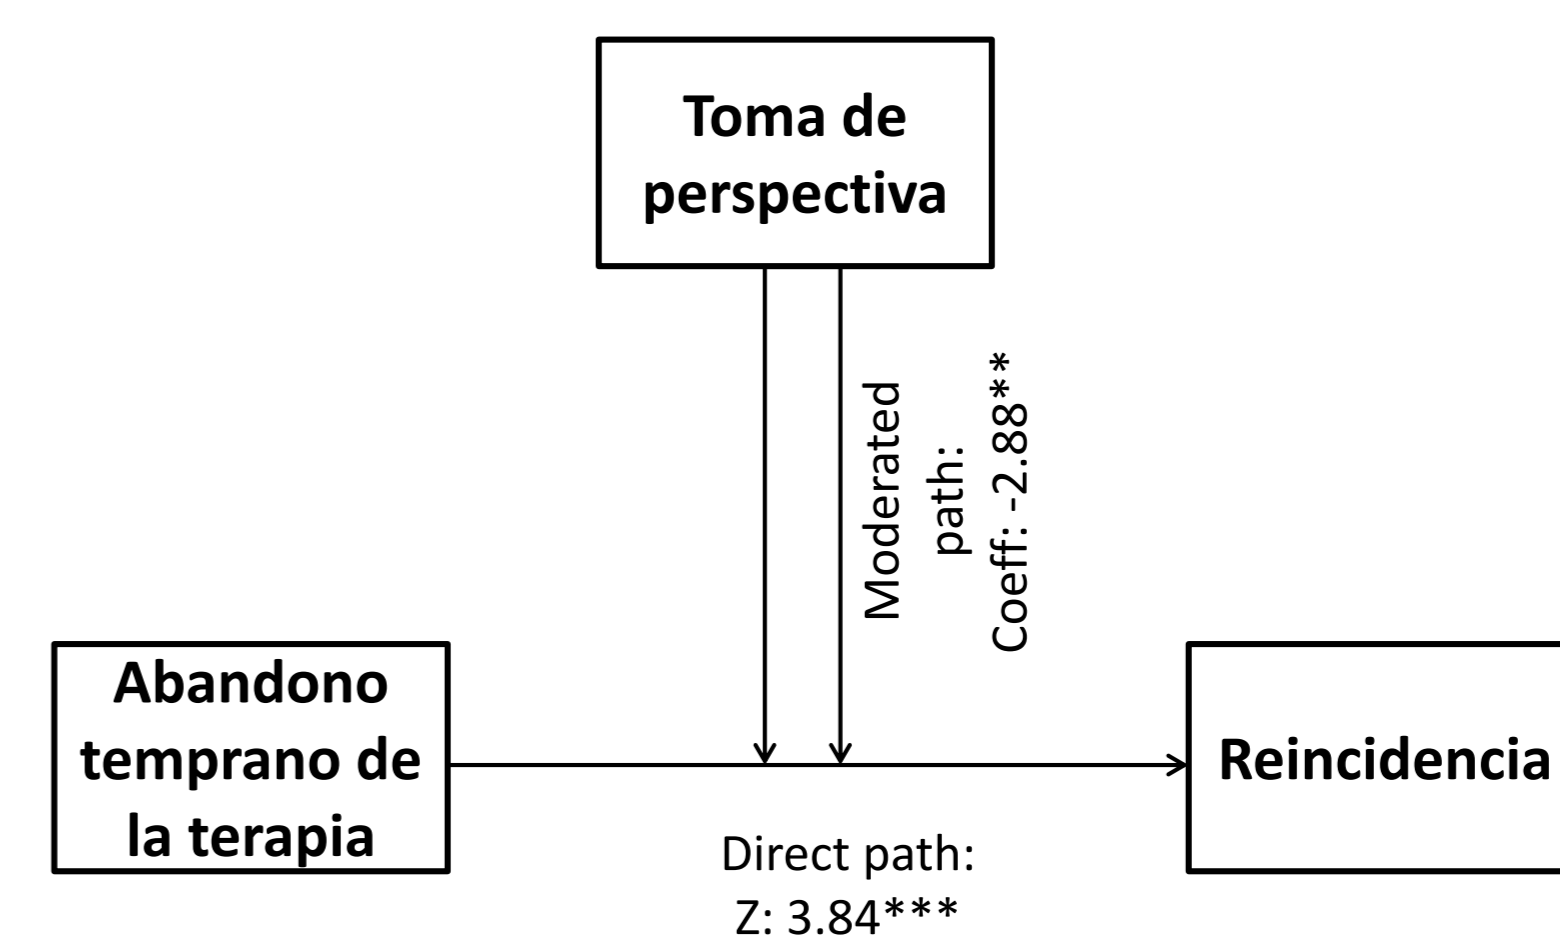 Toma de
perspectiva
Moderated
path:
Coeff: -2.88**
Abandono
temprano de
la terapia
Reincidencia
Direct path:
Z: 3.84***